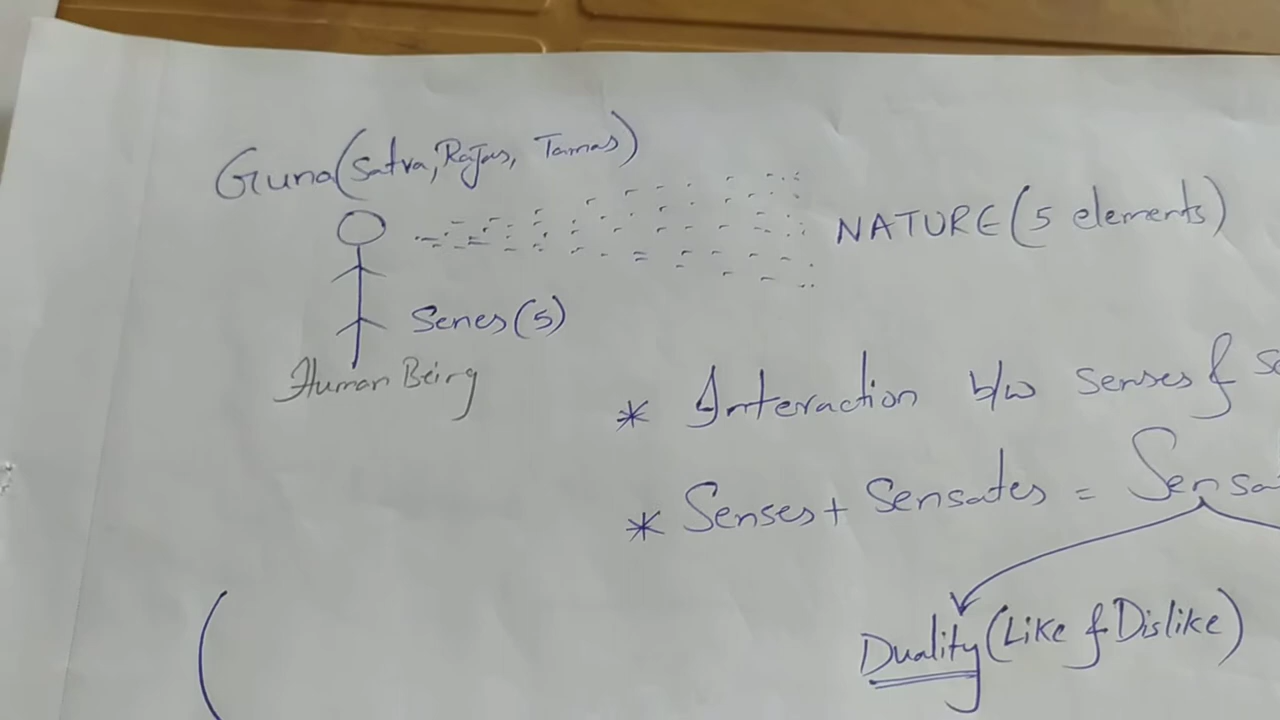 Guna(Satva,Rajas, Tamas)
NATURE(5 elements)
Senes(5)
Human Being
* Interaction b/w senses &
* Senses + Sensates =
Duality(Like & Dislike)